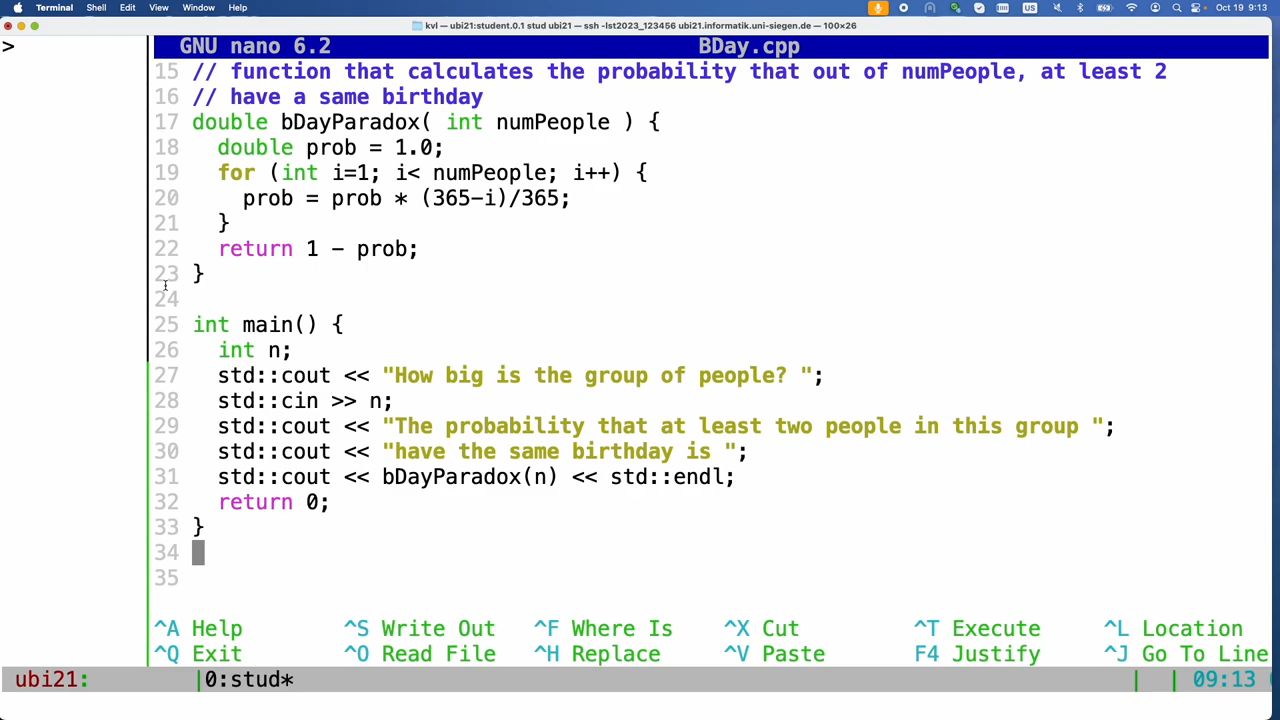 Terminal Shell Edit View Window Help US Oct 19 9:13
kvl — ubi21:student.0.1 stud ubi21 — ssh -lst2023_123456 ubi21.informatik.uni-siegen.de — 100×26
>
GNU nano 6.2 BDay.cpp
15 // function that calculates the probability that out of numPeople, at least 2
16 // have a same birthday
17 double bDayParadox( int numPeople ) {
18 double prob = 1.0;
19 for (int i=1; i< numPeople; i++) {
20 prob = prob * (365-i)/365;
21 }
22 return 1 - prob;
23 }
24
25 int main() {
26 int n;
27 std::cout << "How big is the group of people? ";
28 std::cin >> n;
29 std::cout << "The probability that at least two people in this group ";
30 std::cout << "have the same birthday is ";
31 std::cout << bDayParadox(n) << std::endl;
32 return 0;
33 }
34
35
^A Help ^S Write Out ^F Where Is ^X Cut ^T Execute ^L Location
^Q Exit ^O Read File ^H Replace ^V Paste F4 Justify ^J Go To Line
ubi21: |0:stud* | | 09:13